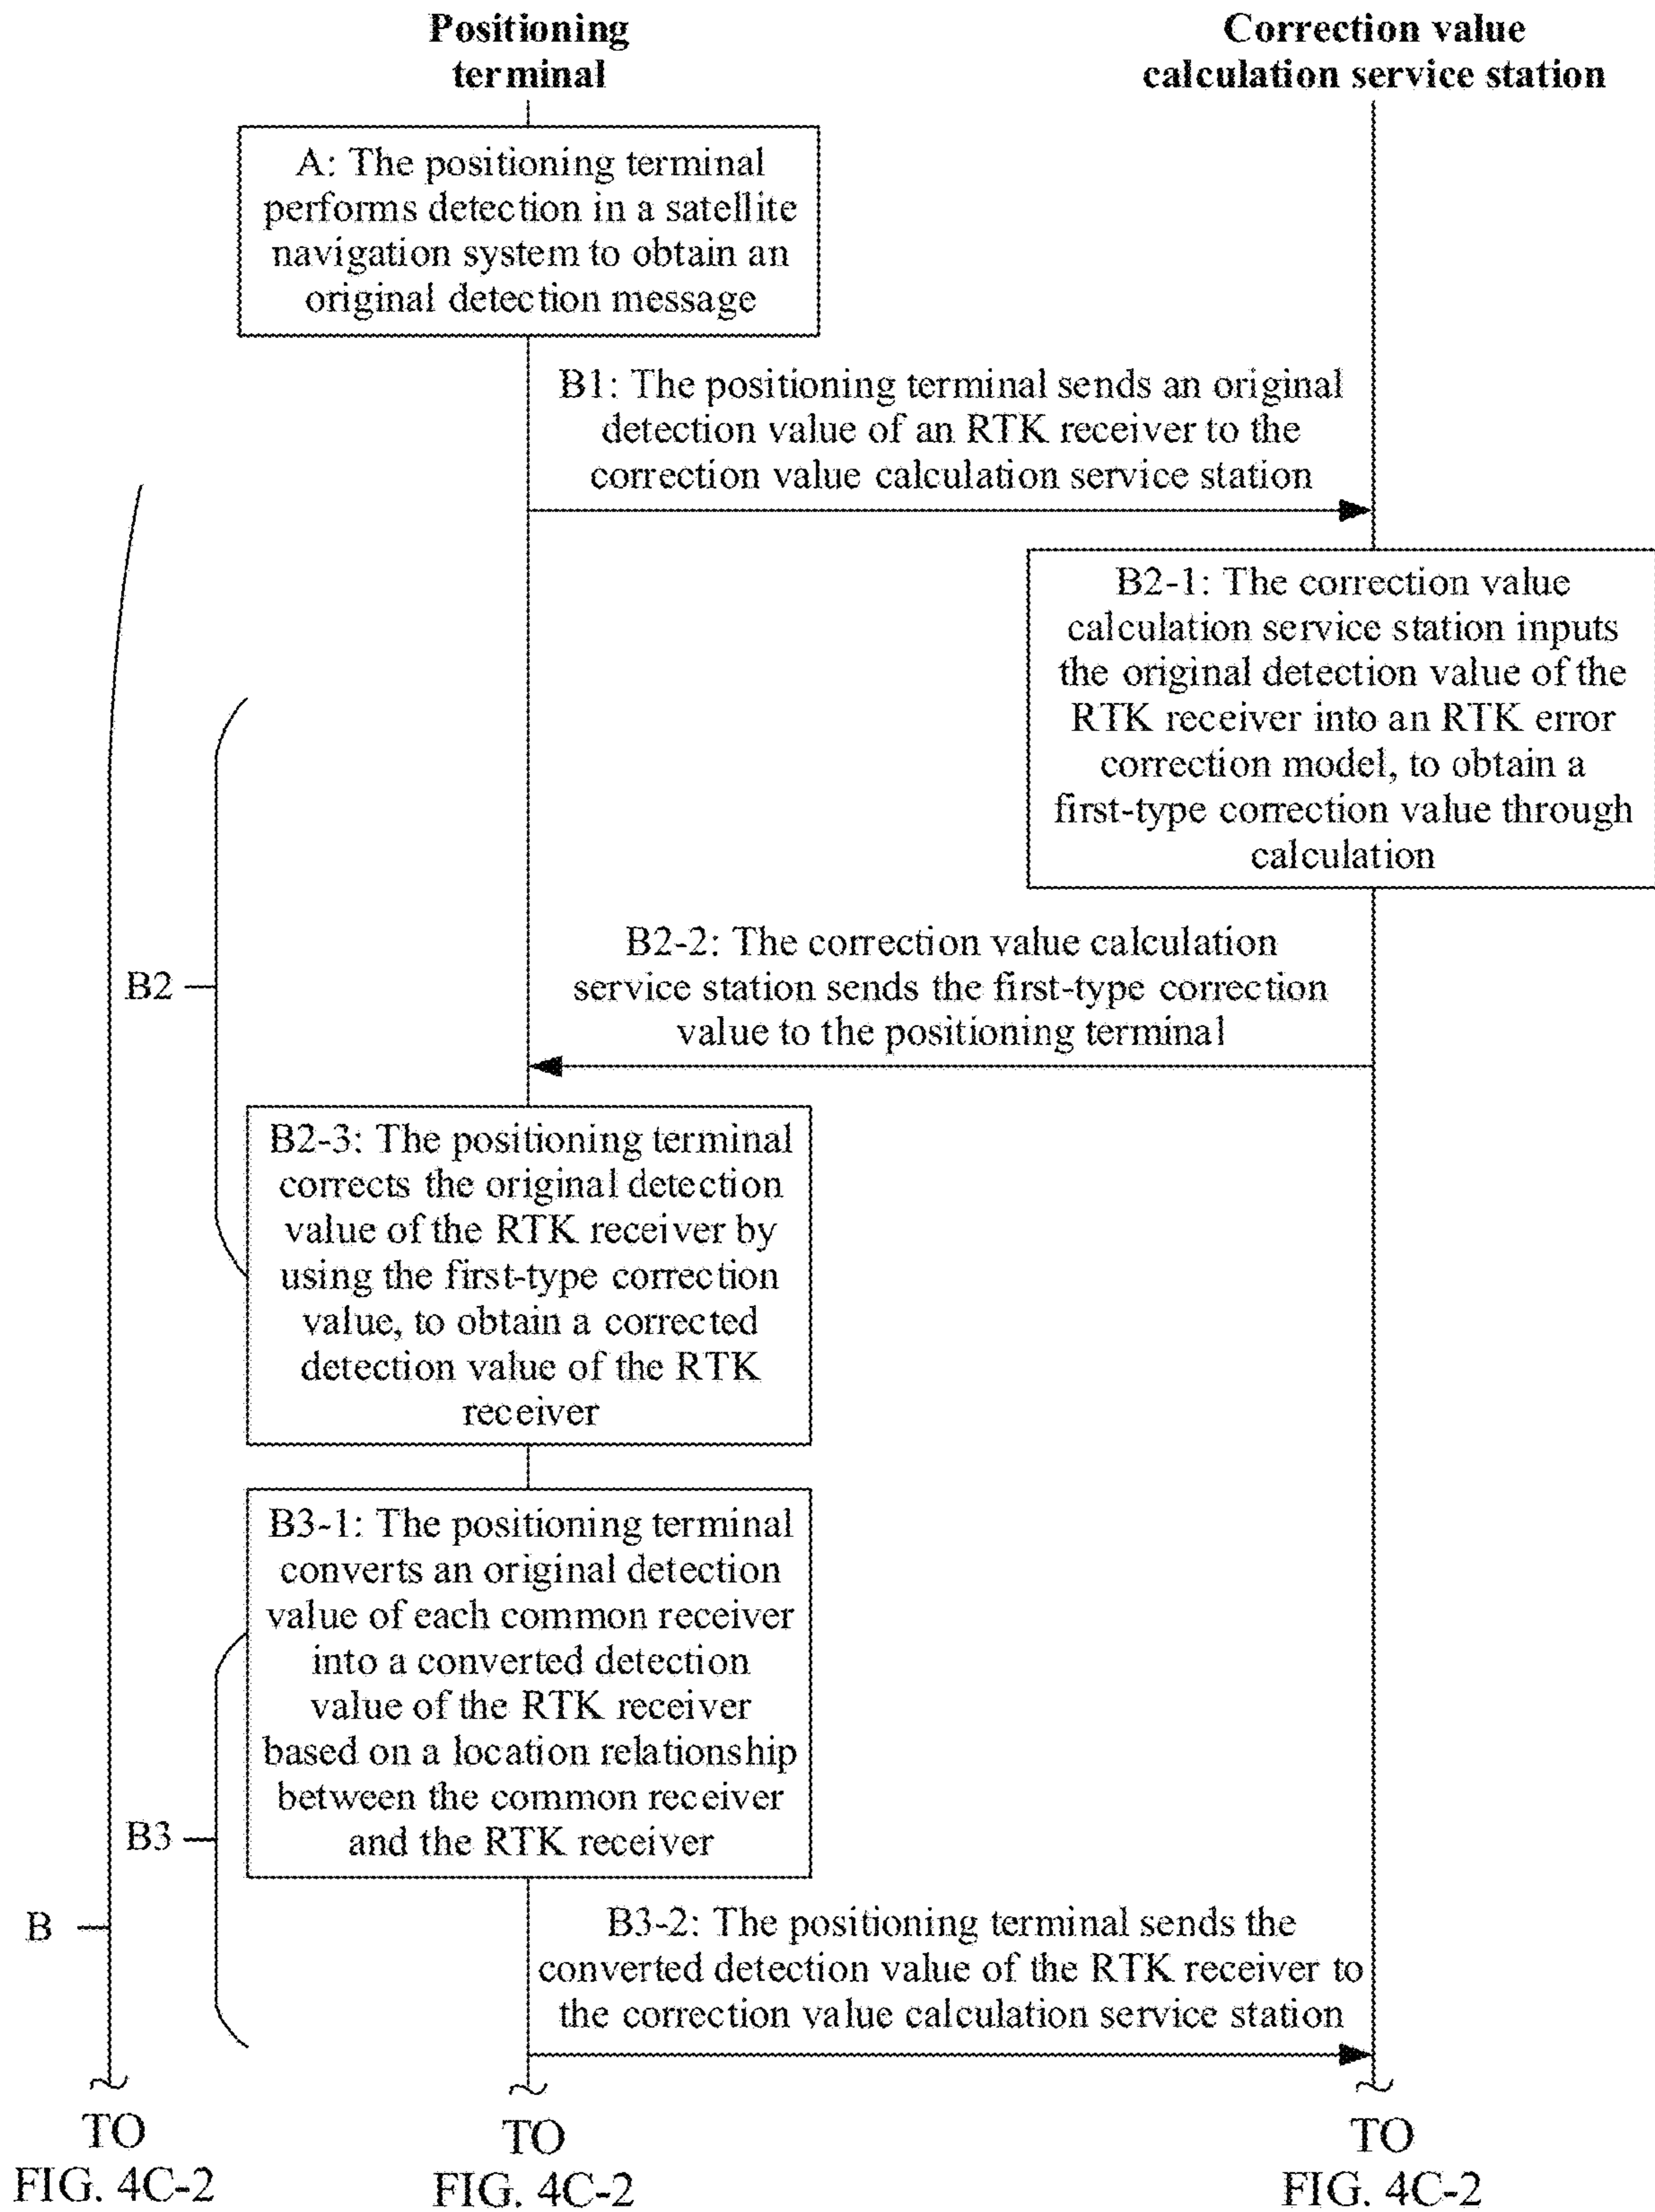 Positioning
terminal
Correction value
calculation service station
A: The positioning terminal
performs detection in a satellite
navigation system to obtain an
original detection message
B1: The positioning terminal sends an original
detection value of an RTK receiver to the
correction value calculation service station
B2-1: The correction value
calculation service station inputs
the original detection value of the
RTK receiver into an RTK error
correction model, to obtain a
first-type correction value through
calculation
B2-2: The correction value calculation
service station sends the first-type correction
value to the positioning terminal
B2
B2-3: The positioning terminal
corrects the original detection
value of the RTK receiver by
using the first-type correction
value, to obtain a corrected
detection value of the RTK
receiver
B3-1: The positioning terminal
converts an original detection
value of each common receiver
into a converted detection
value of the RTK receiver
based on a location relationship
between the common receiver
and the RTK receiver
B3
B
B3-2: The positioning terminal sends the
converted detection value of the RTK receiver to
the correction value calculation service station
TO
FIG. 4C-2
TO
FIG. 4C-2
TO
FIG. 4C-2